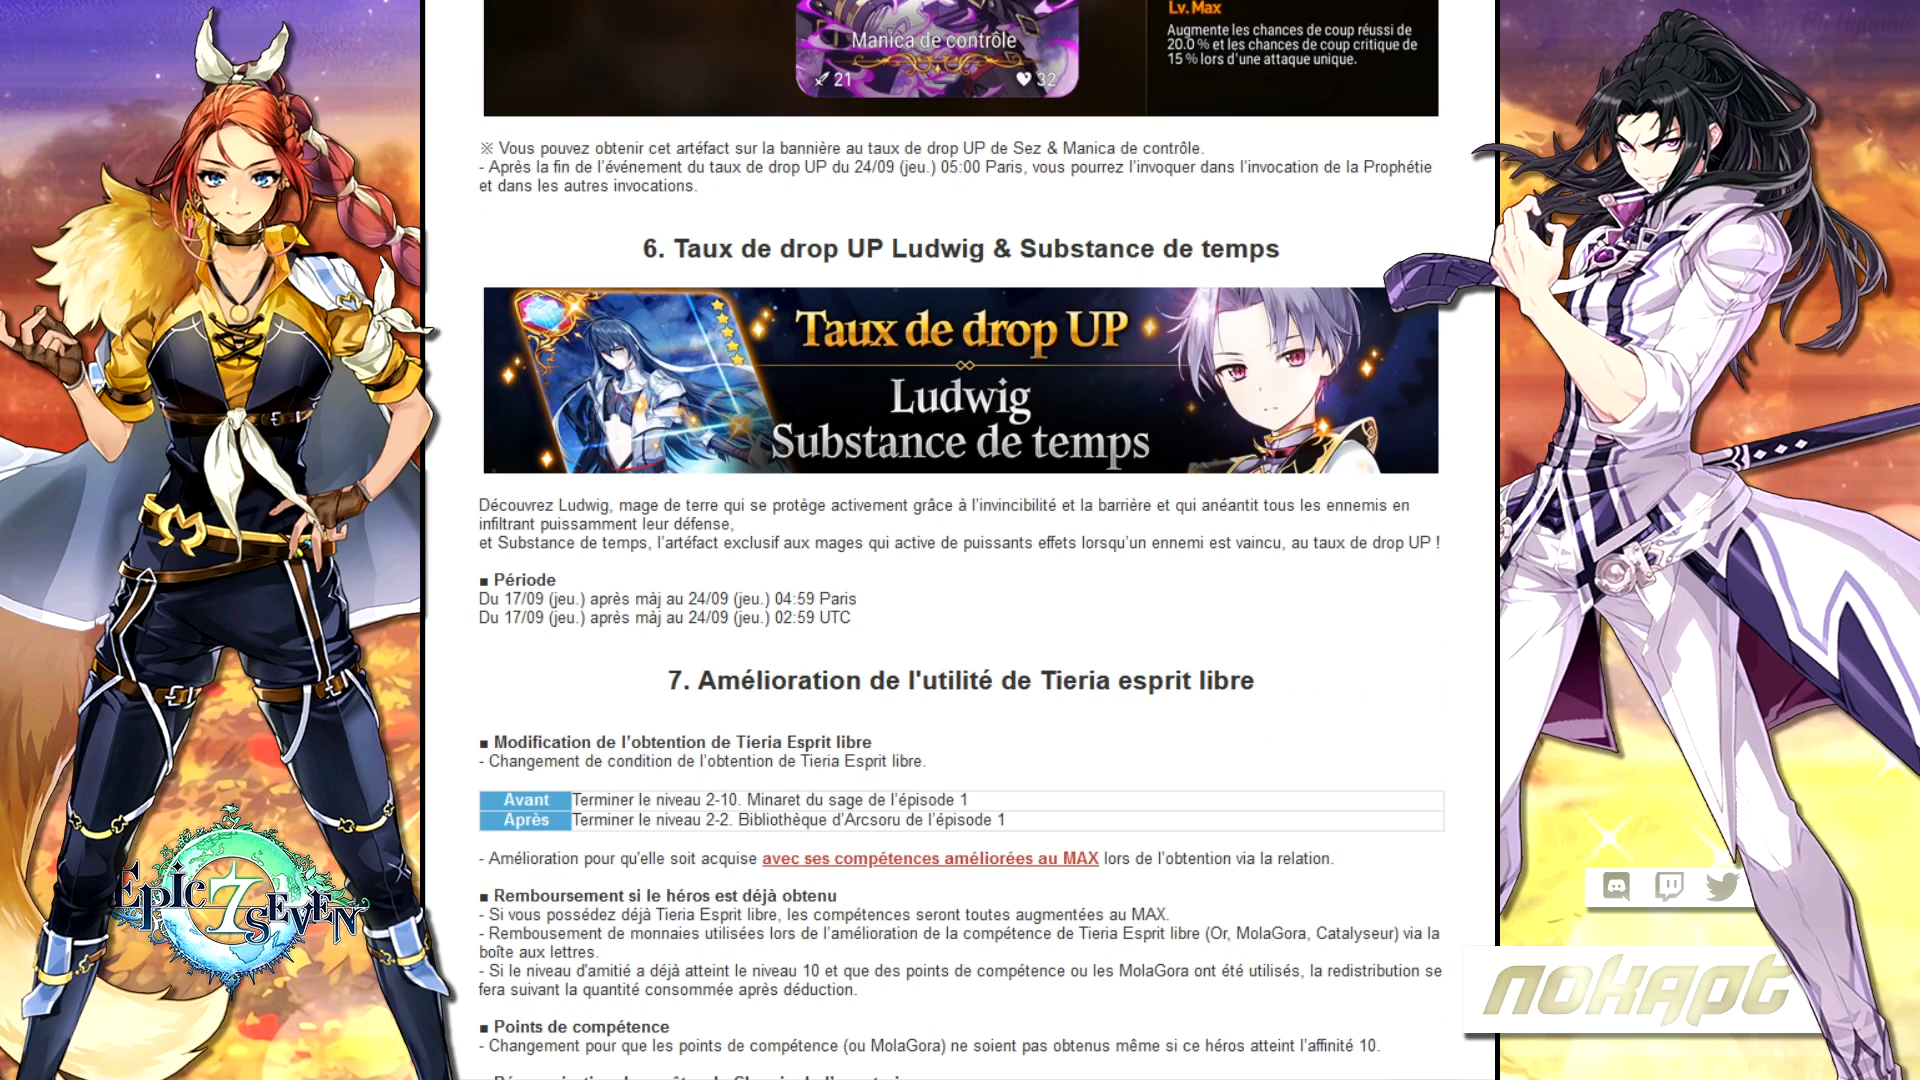 Lv. Max
Augmente les chances de coup réussi de
20.0 % et les chances de coup critique de
15 % lors d'une attaque unique.
Manica de contrôle
21
32
※ Vous pouvez obtenir cet artéfact sur la bannière au taux de drop UP de Sez & Manica de contrôle.
- Après la fin de l'événement du taux de drop UP du 24/09 (jeu.) 05:00 Paris, vous pourrez l'invoquer dans l'invocation de la Prophétie
et dans les autres invocations.
6. Taux de drop UP Ludwig & Substance de temps
Taux de drop UP
Ludwig
Substance de temps
Découvrez Ludwig, mage de terre qui se protège activement grâce à l'invincibilité et la barrière et qui anéantit tous les ennemis en
infiltrant puissamment leur défense,
et Substance de temps, l'artéfact exclusif aux mages qui active de puissants effets lorsqu'un ennemi est vaincu, au taux de drop UP !
■ Période
Du 17/09 (jeu.) après màj au 24/09 (jeu.) 04:59 Paris
Du 17/09 (jeu.) après màj au 24/09 (jeu.) 02:59 UTC
7. Amélioration de l'utilité de Tieria esprit libre
■ Modification de l'obtention de Tieria Esprit libre
- Changement de condition de l'obtention de Tieria Esprit libre.
Avant Terminer le niveau 2-10. Minaret du sage de l'épisode 1
Après Terminer le niveau 2-2. Bibliothèque d'Arcsoru de l'épisode 1
- Amélioration pour qu'elle soit acquise avec ses compétences améliorées au MAX lors de l'obtention via la relation.
■ Remboursement si le héros est déjà obtenu
- Si vous possédez déjà Tieria Esprit libre, les compétences seront toutes augmentées au MAX.
- Rembousement de monnaies utilisées lors de l'amélioration de la compétence de Tieria Esprit libre (Or, MolaGora, Catalyseur) via la
boîte aux lettres.
- Si le niveau d'amitié a déjà atteint le niveau 10 et que des points de compétence ou les MolaGora ont été utilisés, la redistribution se
fera suivant la quantité consommée après déduction.
■ Points de compétence
- Changement pour que les points de compétence (ou MolaGora) ne soient pas obtenus même si ce héros atteint l'affinité 10.
Epic 7 Seven
nokapt